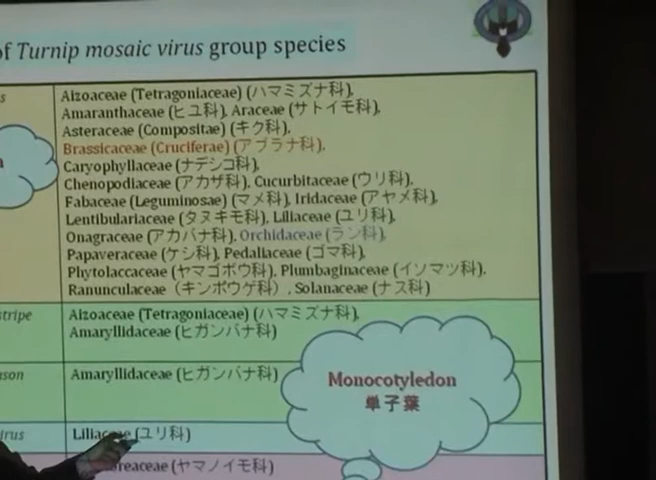 of Turnip mosaic virus group species
s
Aizoaceae (Tetragoniaceae) (ハマミズナ科),
Amaranthaceae (ヒユ科), Araceae (サトイモ科),
Asteraceae (Compositae) (キク科),
Brassicaceae (Cruciferae) (アブラナ科),
Caryophyllaceae (ナデシコ科),
Chenopodiaceae (アカザ科), Cucurbitaceae (ウリ科),
Fabaceae (Leguminosae) (マメ科), Iridaceae (アヤメ科),
Lentibulariaceae (タヌキモ科), Liliaceae (ユリ科),
Onagraceae (アカバナ科), Orchidaceae (ラン科),
Papaveraceae (ケシ科), Pedaliaceae (ゴマ科),
Phytolaccaceae (ヤマゴボウ科), Plumbaginaceae (イソマツ科),
Ranunculaceae (キンポウゲ科), Solanaceae (ナス科)
stripe
Aizoaceae (Tetragoniaceae) (ハマミズナ科),
Amaryllidaceae (ヒガンバナ科)
Amaryllidaceae (ヒガンバナ科)
Monocotyledon
単子葉
irus
Liliaceae (ユリ科)
reaceae (ヤマノイモ科)